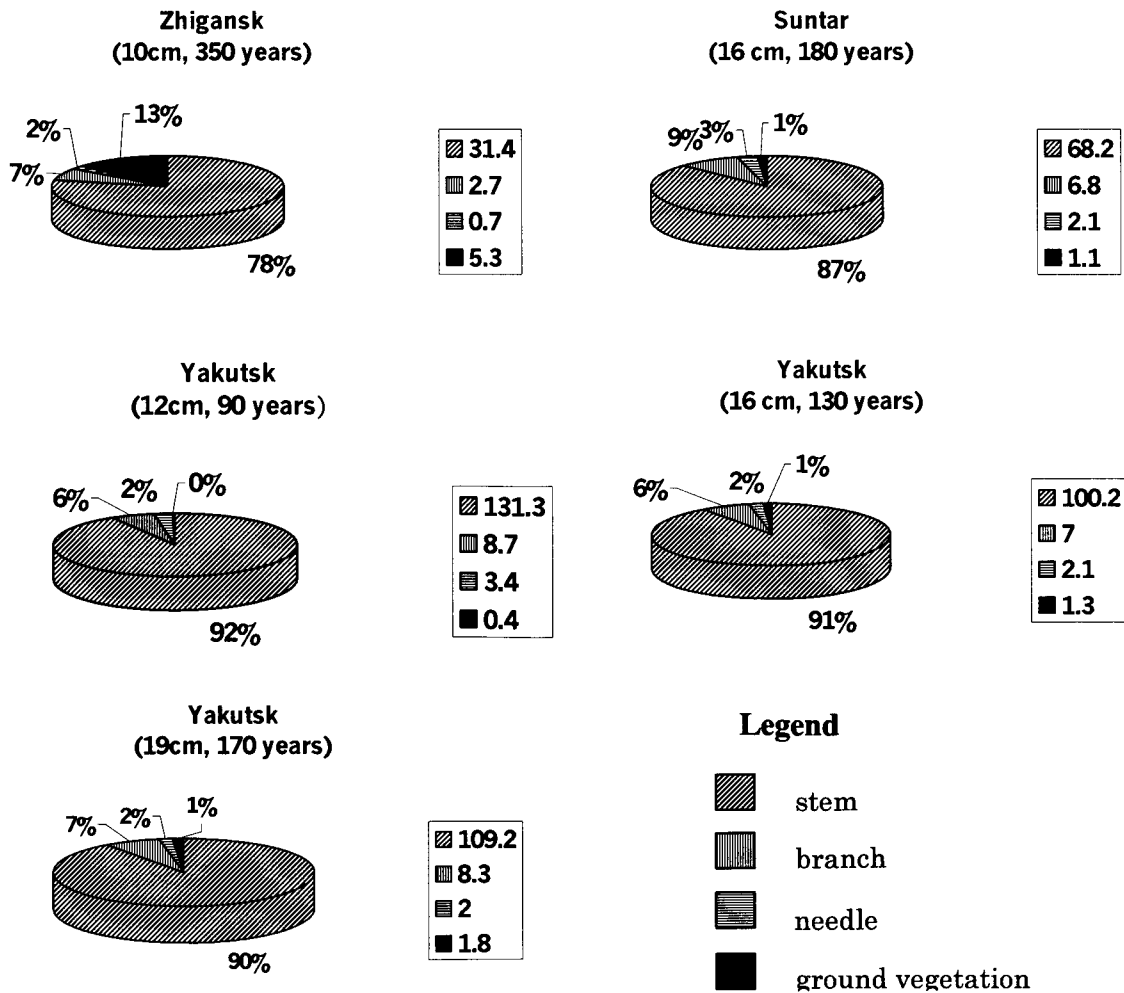 Zhigansk
(10cm, 350 years)
13%
2%
7%
78%
31.4
2.7
0.7
5.3
Suntar
(16 cm, 180 years)
9%
3%
1%
87%
68.2
6.8
2.1
1.1
Yakutsk
(12cm, 90 years)
6%
2%
0%
92%
131.3
8.7
3.4
0.4
Yakutsk
(16 cm, 130 years)
6%
2%
1%
91%
100.2
7
2.1
1.3
Yakutsk
(19cm, 170 years)
7%
2%
1%
90%
109.2
8.3
2
1.8
Legend
stem
branch
needle
ground vegetation